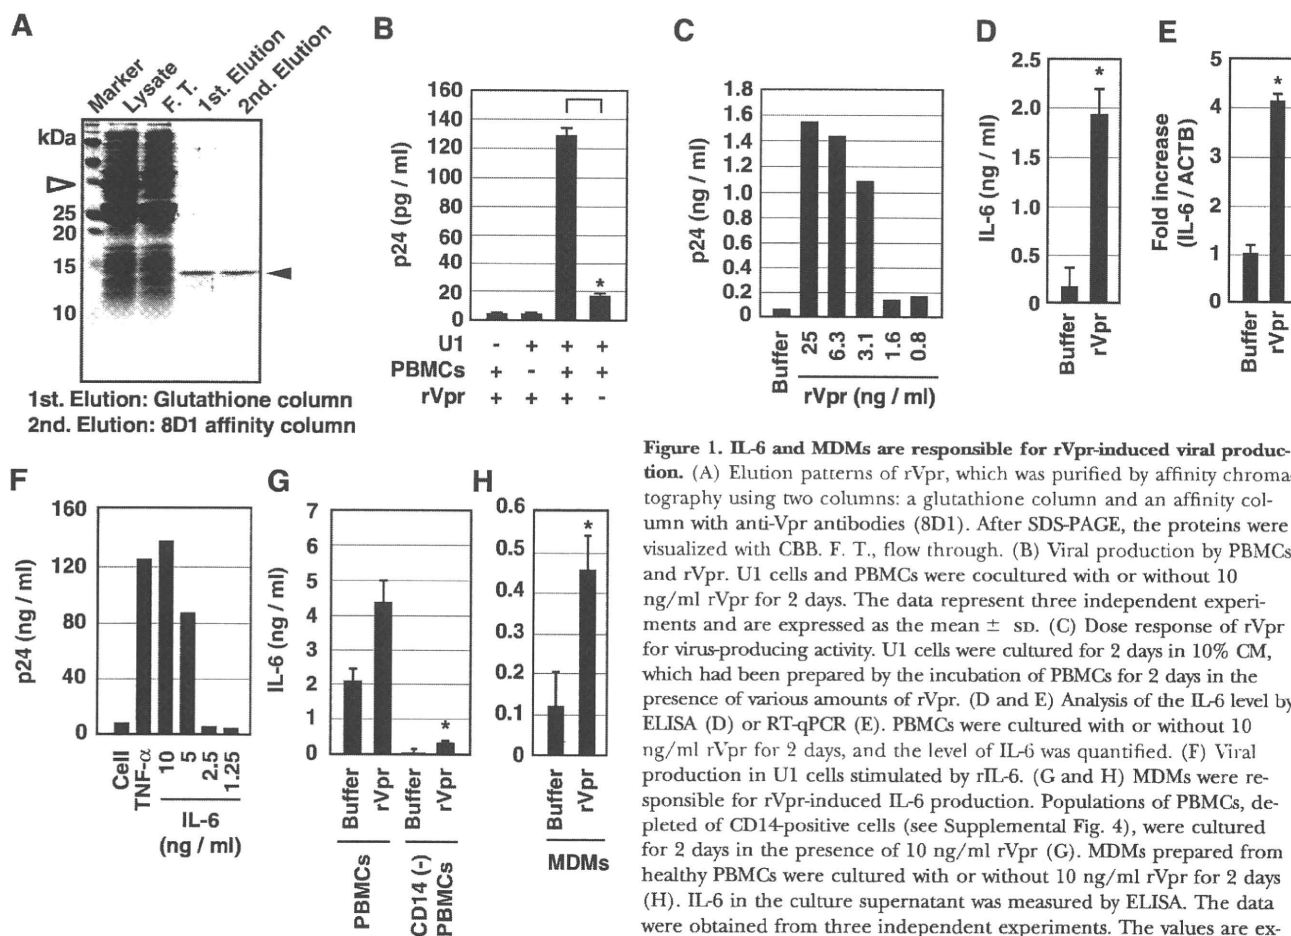 A
Marker
Lysate
F. T.
1st. Elution
2nd. Elution
kDa
25
20
15
10
1st. Elution: Glutathione column
2nd. Elution: 8D1 affinity column
B
p24 (pg / ml)
160
140
120
100
80
60
40
20
0
*
U1 - + + +
PBMCs + - + +
rVpr + + + -
C
p24 (ng / ml)
1.8
1.6
1.4
1.2
1.0
0.8
0.6
0.4
0.2
0
Buffer
25
6.3
3.1
1.6
0.8
rVpr (ng / ml)
D
IL-6 (ng / ml)
2.5
2.0
1.5
1.0
0.5
0
*
Buffer
rVpr
E
Fold increase
(IL-6 / ACTB)
5
4
3
2
1
0
*
Buffer
rVpr
F
p24 (ng / ml)
160
120
80
40
0
Cell
TNF-α
10
5
2.5
1.25
IL-6
(ng / ml)
G
IL-6 (ng / ml)
7
6
5
4
3
2
1
0
*
Buffer
rVpr
Buffer
rVpr
PBMCs
CD14 (-)
PBMCs
H
0.6
0.5
0.4
0.3
0.2
0.1
0
*
Buffer
rVpr
MDMs
Figure 1. IL-6 and MDMs are responsible for rVpr-induced viral produc-
tion. (A) Elution patterns of rVpr, which was purified by affinity chroma-
tography using two columns: a glutathione column and an affinity col-
umn with anti-Vpr antibodies (8D1). After SDS-PAGE, the proteins were
visualized with CBB. F. T., flow through. (B) Viral production by PBMCs
and rVpr. U1 cells and PBMCs were cocultured with or without 10
ng/ml rVpr for 2 days. The data represent three independent experi-
ments and are expressed as the mean ± SD. (C) Dose response of rVpr
for virus-producing activity. U1 cells were cultured for 2 days in 10% CM,
which had been prepared by the incubation of PBMCs for 2 days in the
presence of various amounts of rVpr. (D and E) Analysis of the IL-6 level by
ELISA (D) or RT-qPCR (E). PBMCs were cultured with or without 10
ng/ml rVpr for 2 days, and the level of IL-6 was quantified. (F) Viral
production in U1 cells stimulated by rIL-6. (G and H) MDMs were re-
sponsible for rVpr-induced IL-6 production. Populations of PBMCs, de-
pleted of CD14-positive cells (see Supplemental Fig. 4), were cultured
for 2 days in the presence of 10 ng/ml rVpr (G). MDMs prepared from
healthy PBMCs were cultured with or without 10 ng/ml rVpr for 2 days
(H). IL-6 in the culture supernatant was measured by ELISA. The data
were obtained from three independent experiments. The values are ex-